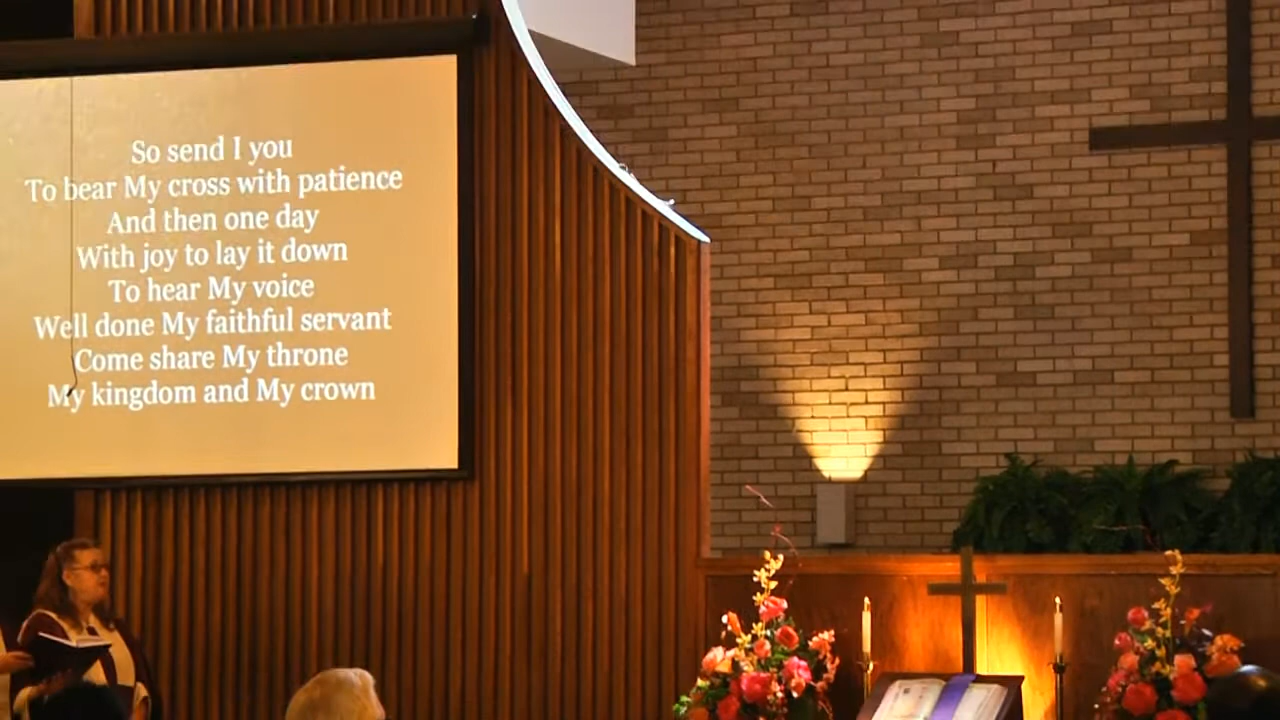 So send I you
To bear My cross with patience
And then one day
With joy to lay it down
To hear My voice
Well done My faithful servant
Come share My throne
My kingdom and My crown